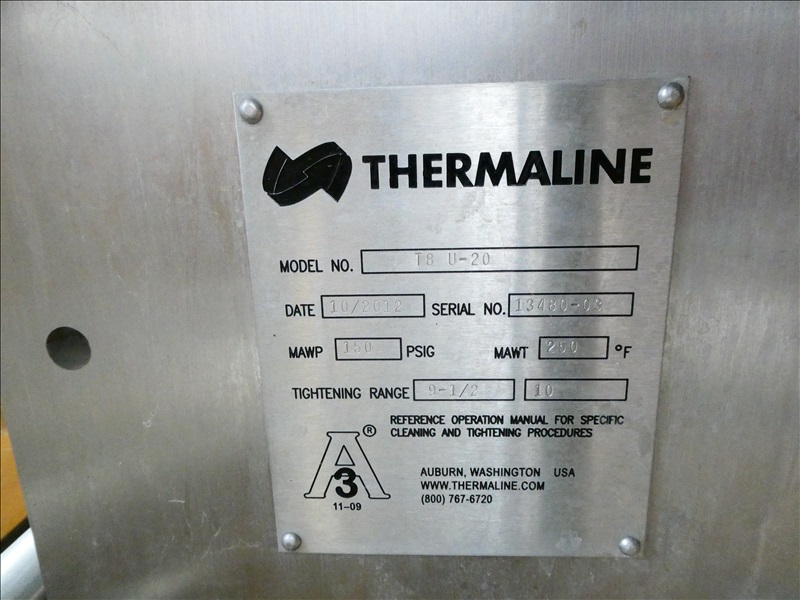 THERMALINE
MODEL NO. T8 U-20
DATE 10/2012 SERIAL NO.
MAWP 150 PSIG MAWT °F
TIGHTENING RANGE 9-1/2 10
REFERENCE OPERATION MANUAL FOR SPECIFIC
CLEANING AND TIGHTENING PROCEDURES
®
A
3
11-09
AUBURN, WASHINGTON USA
WWW.THERMALINE.COM
(800) 767-6720